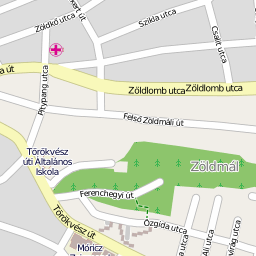 Zöldkő utca
Szikla utca
Csalit utca
Pitypang utca
Zöldlomb utca
Zöldlomb utca
Felső Zöldmáli út
Törökvész
úti Általános
Iskola
Zöldmál
Ferenchegyi út
Törökvész út
Őzgida utca
Móricz